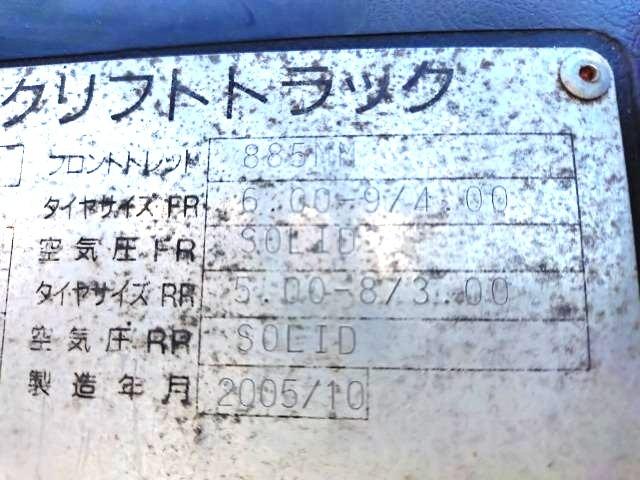 クリフトトラック
フロントトレット 885MM
タイヤサイズ FR 6.00-9/4.00
空気圧 FR SOLID
タイヤサイズ RR 5.00-8/3.00
空気圧 RR SOLID
製造年月 2005/10